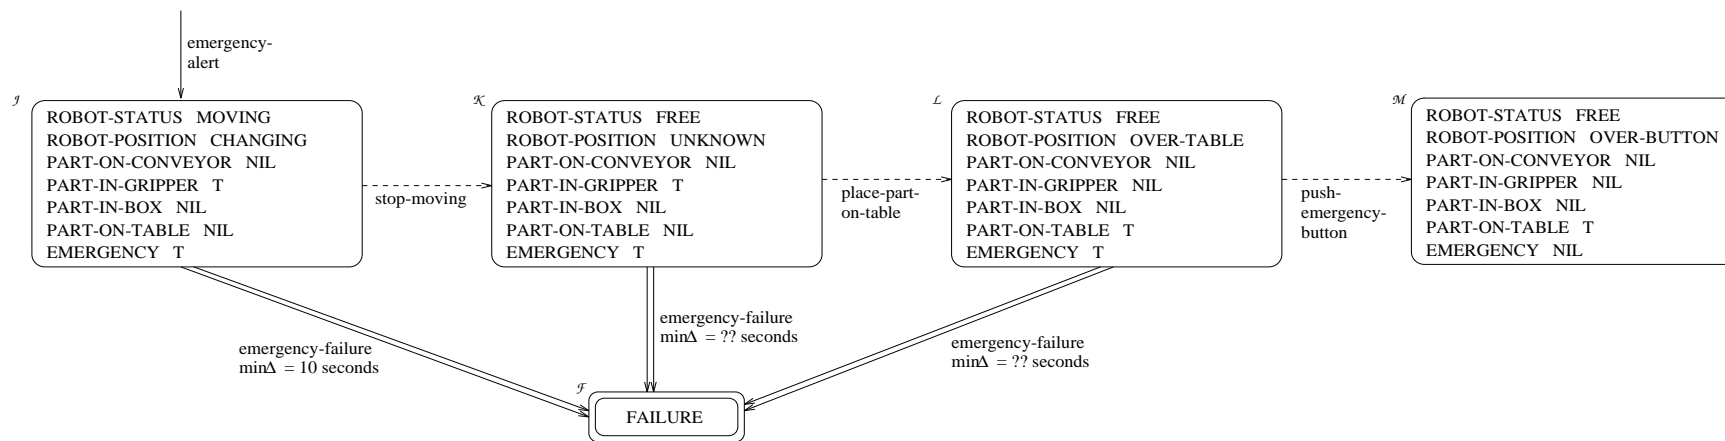 emergency-
alert
𝒥
ROBOT-STATUS MOVING
ROBOT-POSITION CHANGING
PART-ON-CONVEYOR NIL
PART-IN-GRIPPER T
PART-IN-BOX NIL
PART-ON-TABLE NIL
EMERGENCY T
stop-moving
𝒦
ROBOT-STATUS FREE
ROBOT-POSITION UNKNOWN
PART-ON-CONVEYOR NIL
PART-IN-GRIPPER T
PART-IN-BOX NIL
PART-ON-TABLE NIL
EMERGENCY T
place-part-
on-table
ℒ
ROBOT-STATUS FREE
ROBOT-POSITION OVER-TABLE
PART-ON-CONVEYOR NIL
PART-IN-GRIPPER NIL
PART-IN-BOX NIL
PART-ON-TABLE T
EMERGENCY T
push-
emergency-
button
ℳ
ROBOT-STATUS FREE
ROBOT-POSITION OVER-BUTTON
PART-ON-CONVEYOR NIL
PART-IN-GRIPPER NIL
PART-IN-BOX NIL
PART-ON-TABLE T
EMERGENCY NIL
emergency-failure
minΔ = 10 seconds
emergency-failure
minΔ = ?? seconds
emergency-failure
minΔ = ?? seconds
ℱ
FAILURE